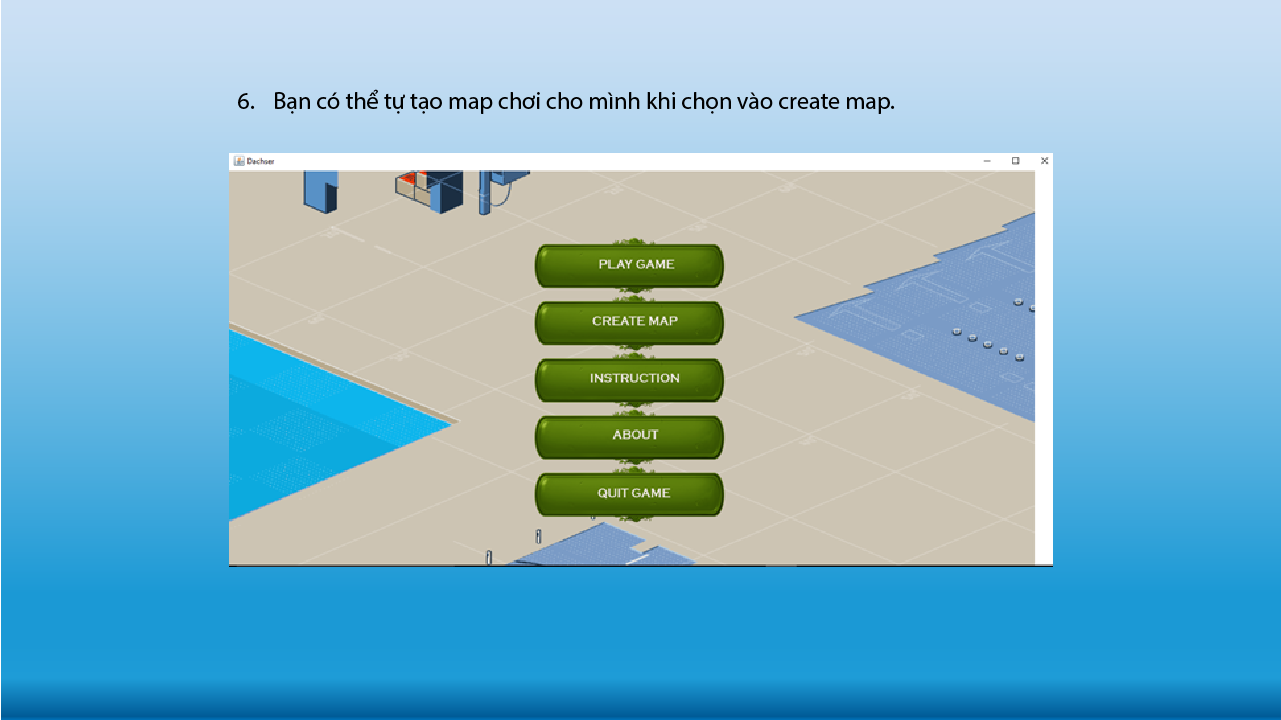 6. Bạn có thể tự tạo map chơi cho mình khi chọn vào create map.
Dachser
PLAY GAME
CREATE MAP
INSTRUCTION
ABOUT
QUIT GAME